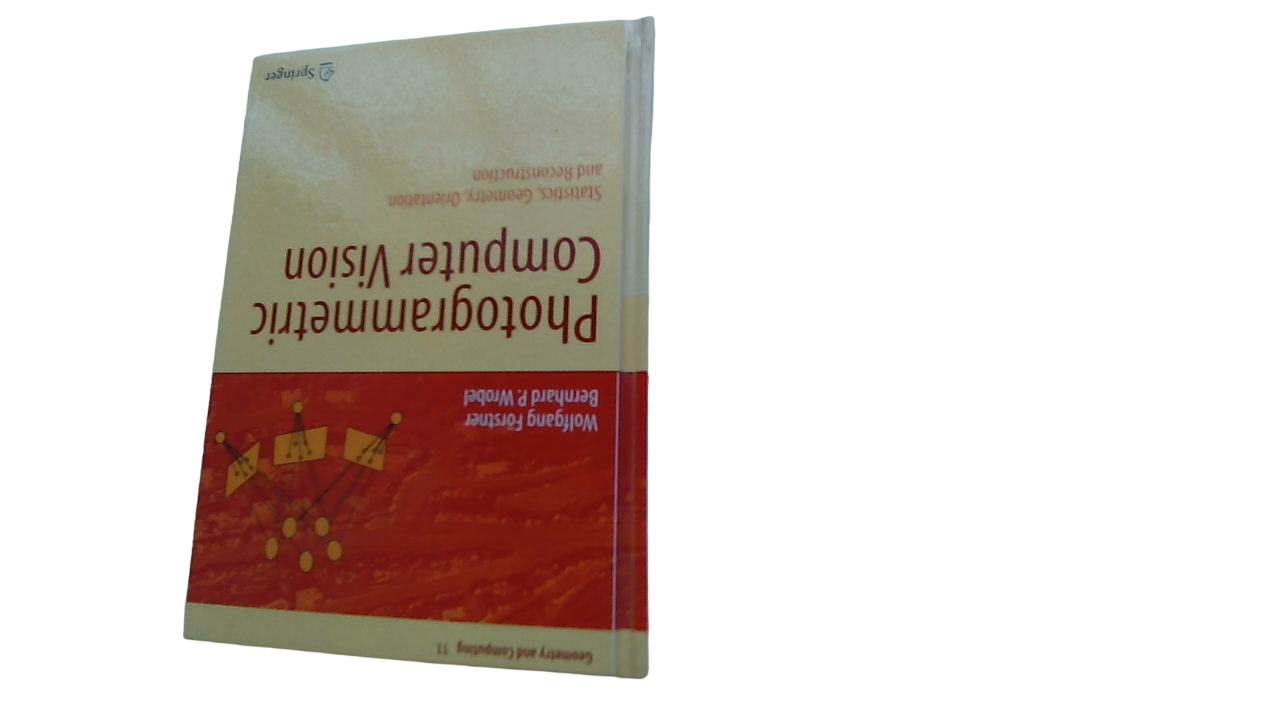 Geometry and Computing 11
Wolfgang Förstner
Bernhard P. Wrobel
Photogrammetric
Computer Vision
Statistics, Geometry, Orientation
and Reconstruction
Springer